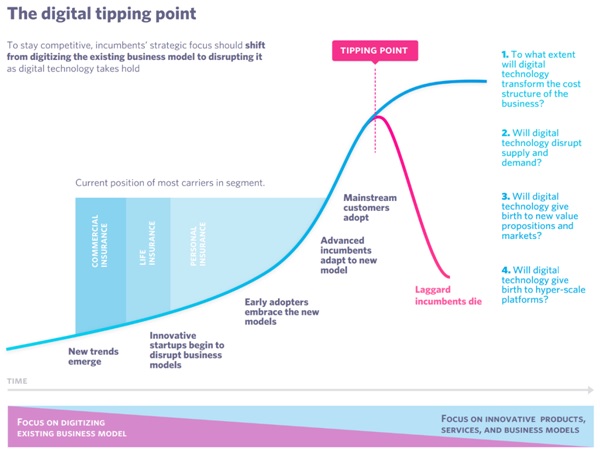 The digital tipping point
To stay competitive, incumbents' strategic focus should shift
from digitizing the existing business model to disrupting it
as digital technology takes hold
TIPPING POINT
1. To what extent
will digital
technology
transform the cost
structure of the
business?
2. Will digital
technology disrupt
supply and
demand?
3. Will digital
technology give
birth to new value
propositions and
markets?
4. Will digital
technology give
birth to hyper-scale
platforms?
Current position of most carriers in segment.
COMMERCIAL
INSURANCE
LIFE
INSURANCE
PERSONAL
INSURANCE
Mainstream
customers
adopt
Advanced
incumbents
adapt to new
model
Laggard
incumbents die
Early adopters
embrace the new
models
Innovative
startups begin to
disrupt business
models
New trends
emerge
TIME
FOCUS ON DIGITIZING
EXISTING BUSINESS MODEL
FOCUS ON INNOVATIVE PRODUCTS,
SERVICES, AND BUSINESS MODELS